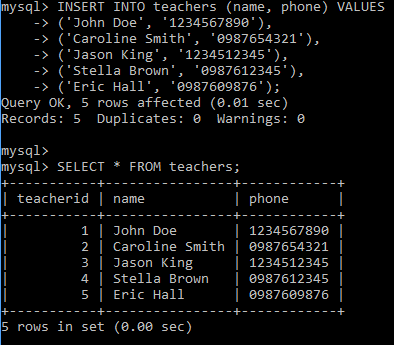 mysql> INSERT INTO teachers (name, phone) VALUES
    -> ('John Doe', '1234567890'),
    -> ('Caroline Smith', '0987654321'),
    -> ('Jason King', '1234512345'),
    -> ('Stella Brown', '0987612345'),
    -> ('Eric Hall', '0987609876');
Query OK, 5 rows affected (0.01 sec)
Records: 5  Duplicates: 0  Warnings: 0

mysql>
mysql> SELECT * FROM teachers;
+-----------+----------------+------------+
| teacherid | name           | phone      |
+-----------+----------------+------------+
|         1 | John Doe       | 1234567890 |
|         2 | Caroline Smith | 0987654321 |
|         3 | Jason King     | 1234512345 |
|         4 | Stella Brown   | 0987612345 |
|         5 | Eric Hall      | 0987609876 |
+-----------+----------------+------------+
5 rows in set (0.00 sec)